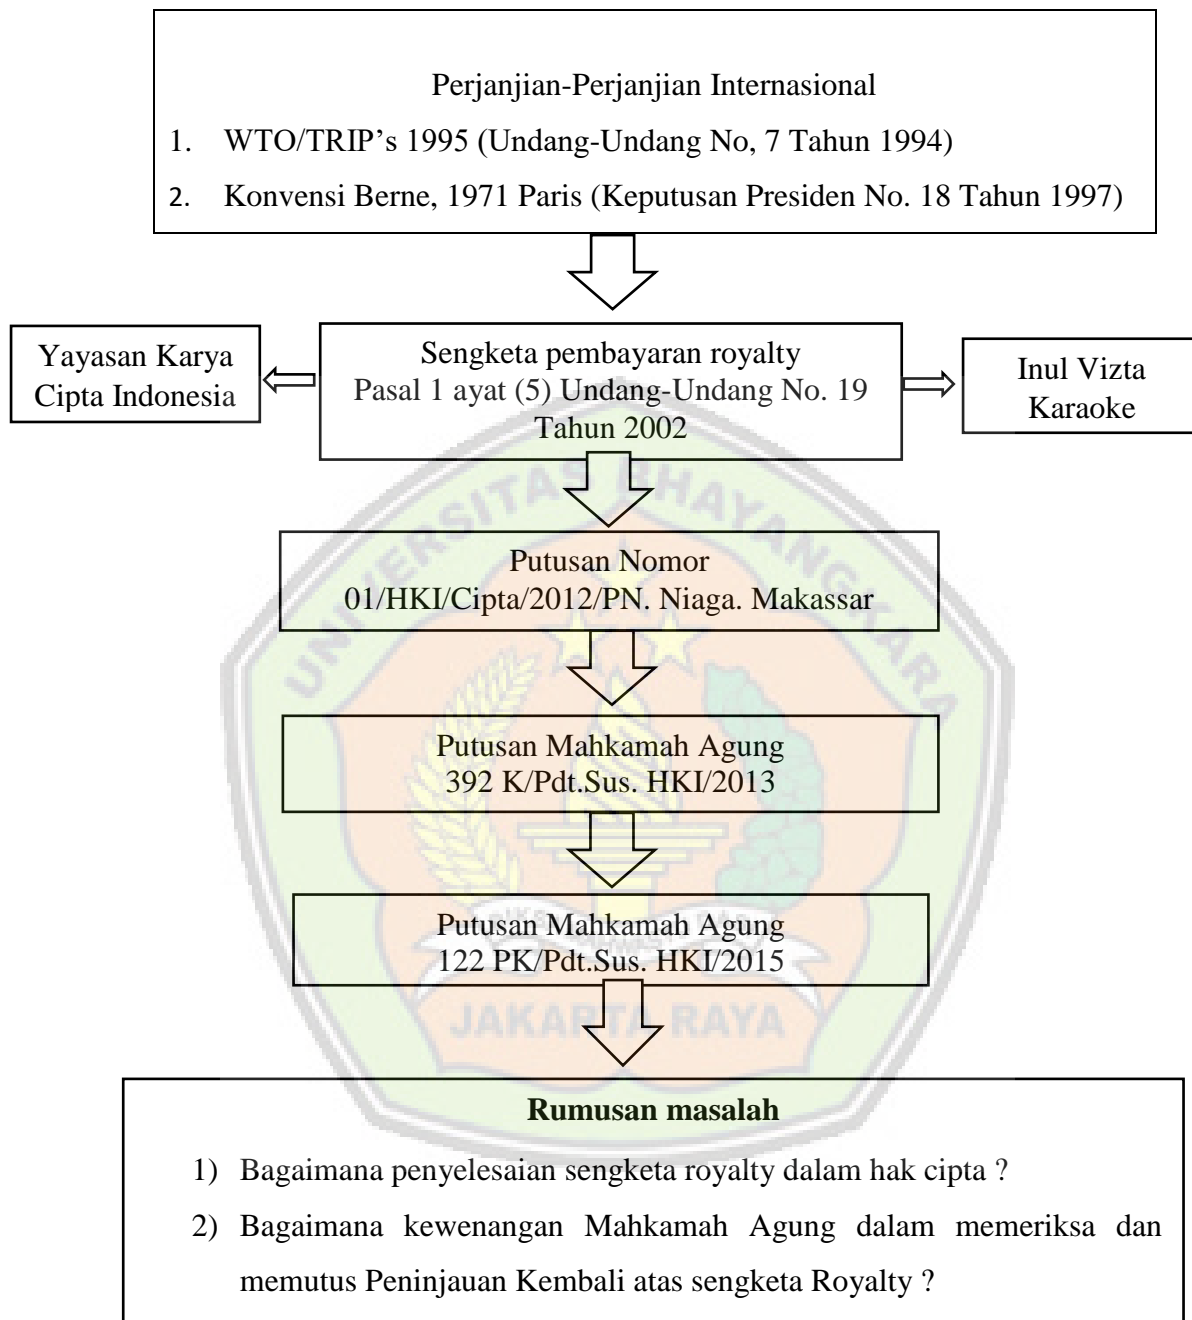 Perjanjian-Perjanjian Internasional
1. WTO/TRIP’s 1995 (Undang-Undang No, 7 Tahun 1994)
2. Konvensi Berne, 1971 Paris (Keputusan Presiden No. 18 Tahun 1997)
Yayasan Karya
Cipta Indonesia
Sengketa pembayaran royalty
Pasal 1 ayat (5) Undang-Undang No. 19
Tahun 2002
Inul Vizta
Karaoke
UNIVERSITAS BHAYANGKARA
Putusan Nomor
01/HKI/Cipta/2012/PN. Niaga. Makassar
Putusan Mahkamah Agung
392 K/Pdt.Sus. HKI/2013
Putusan Mahkamah Agung
122 PK/Pdt.Sus. HKI/2015
JAKARTA RAYA
Rumusan masalah
1) Bagaimana penyelesaian sengketa royalty dalam hak cipta ?
2) Bagaimana kewenangan Mahkamah Agung dalam memeriksa dan
memutus Peninjauan Kembali atas sengketa Royalty ?